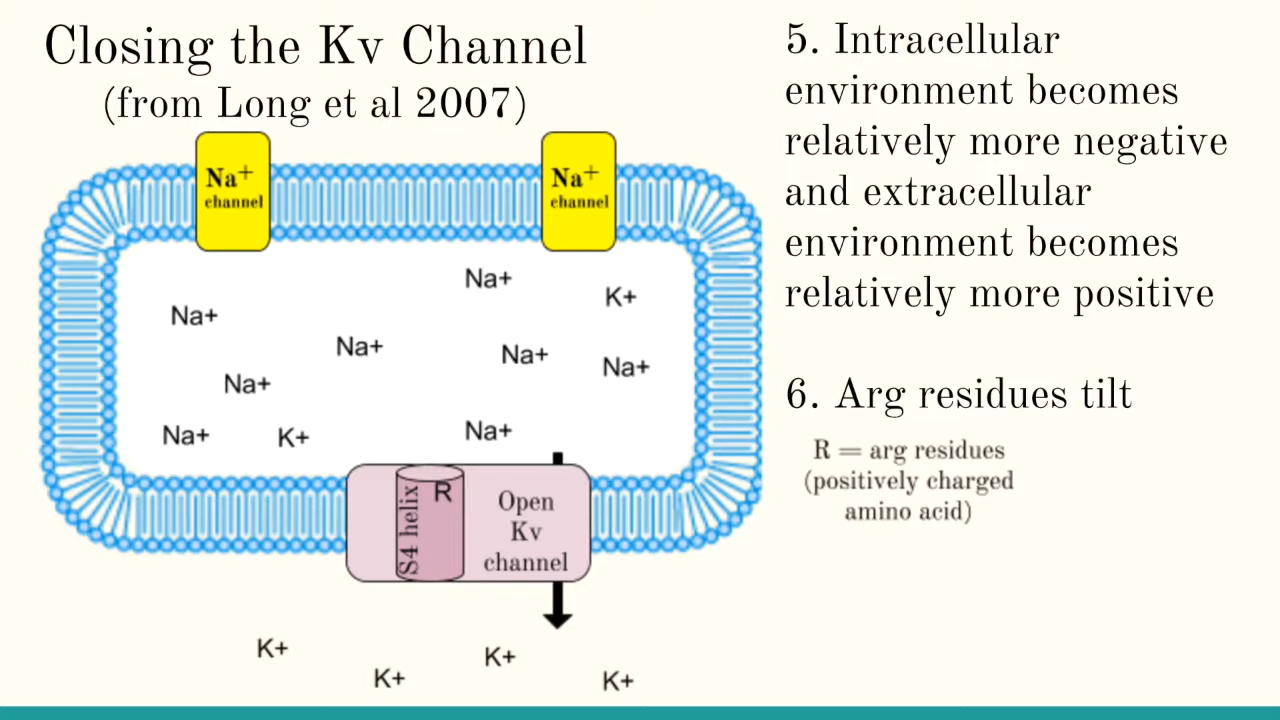 Closing the Kv Channel
(from Long et al 2007)
Na+
channel
Na+
channel
Na+
K+
Na+
Na+
Na+
Na+
Na+
Na+
K+
Na+
S4 helix
R
Open
Kv
channel
K+
K+
K+
K+
5. Intracellular
environment becomes
relatively more negative
and extracellular
environment becomes
relatively more positive
6. Arg residues tilt
R = arg residues
(positively charged
amino acid)